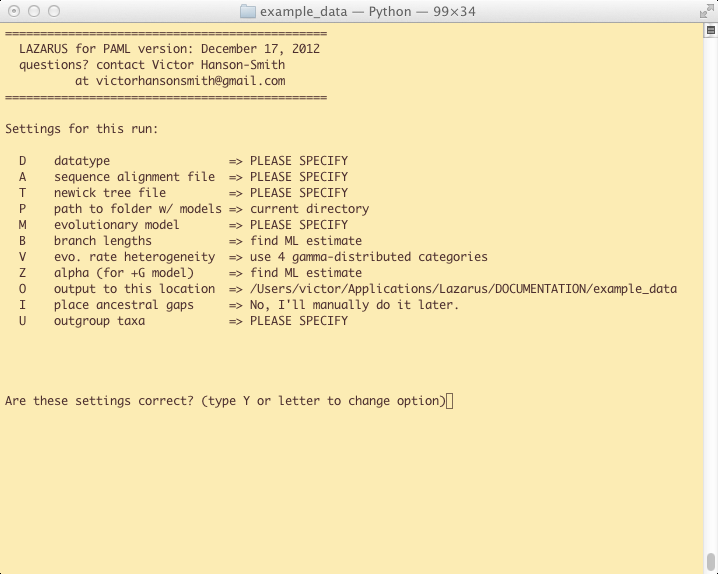 example_data — Python — 99×34
==============================================
LAZARUS for PAML version: December 17, 2012
questions? contact Victor Hanson-Smith
at victorhansonsmith@gmail.com
==============================================
Settings for this run:
D datatype => PLEASE SPECIFY
A sequence alignment file => PLEASE SPECIFY
T newick tree file => PLEASE SPECIFY
P path to folder w/ models => current directory
M evolutionary model => PLEASE SPECIFY
B branch lengths => find ML estimate
V evo. rate heterogeneity => use 4 gamma-distributed categories
Z alpha (for +G model) => find ML estimate
O output to this location => /Users/victor/Applications/Lazarus/DOCUMENTATION/example_data
I place ancestral gaps => No, I'll manually do it later.
U outgroup taxa => PLEASE SPECIFY
Are these settings correct? (type Y or letter to change option)